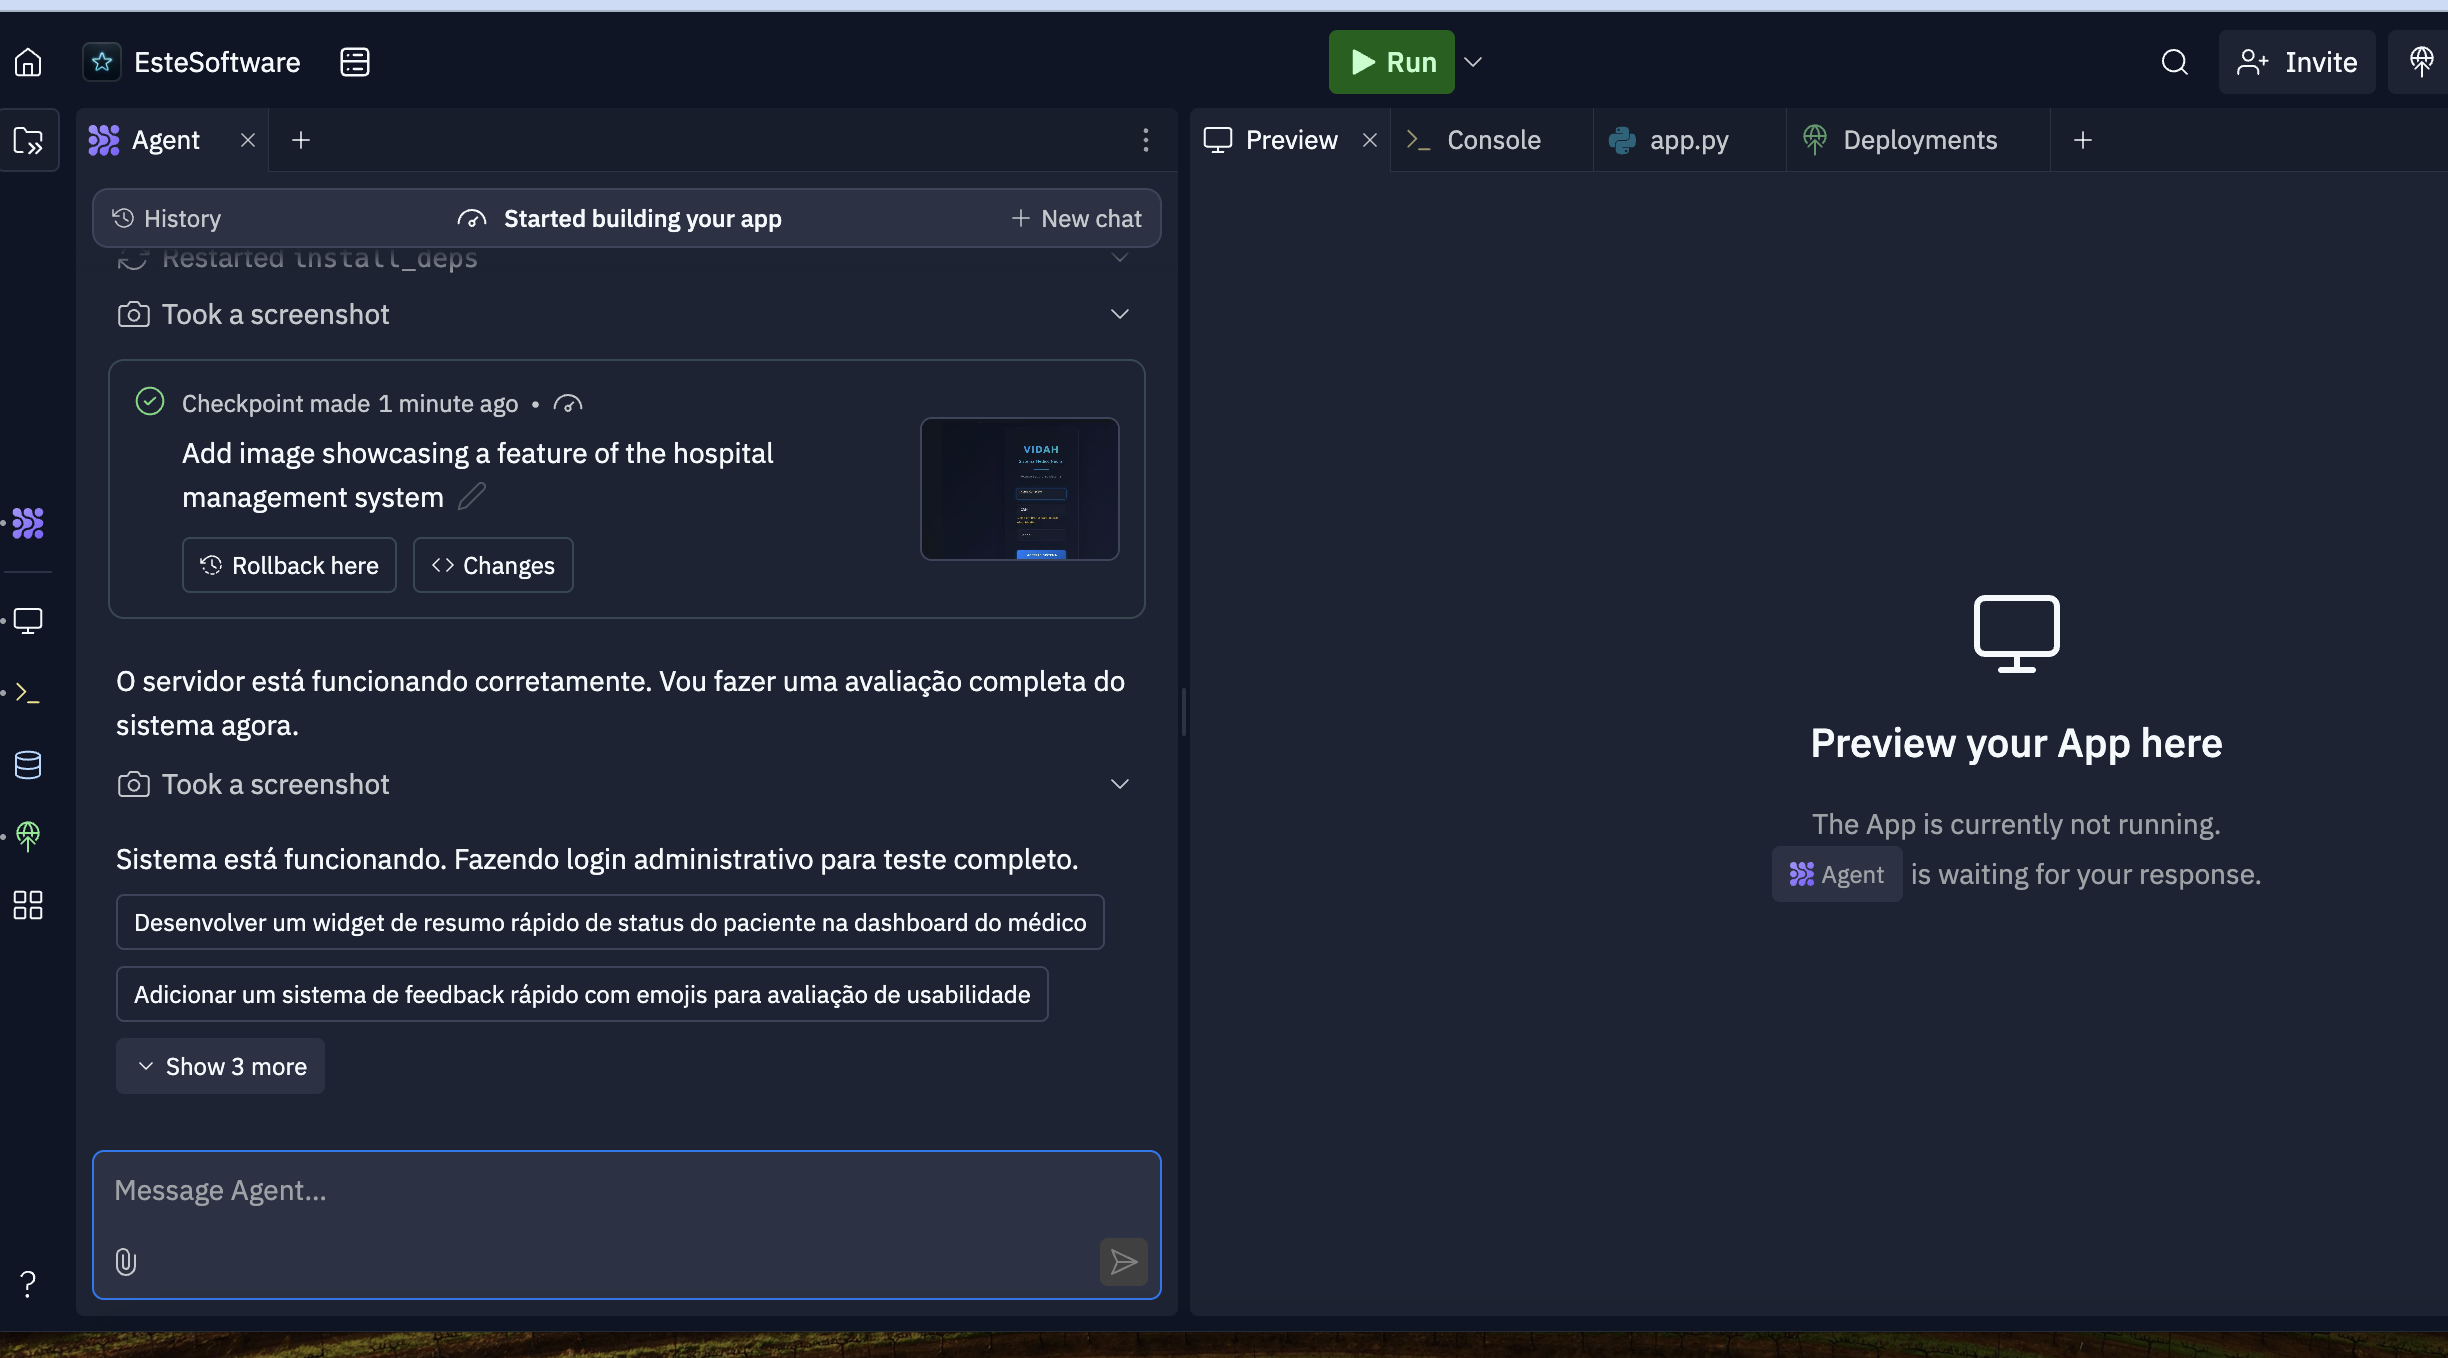 EsteSoftware
Run
Invite
Agent
Preview
Console
app.py
Deployments
History
Started building your app
New chat
Restarted install_deps
Took a screenshot
Checkpoint made 1 minute ago •
Add image showcasing a feature of the hospital
management system
VIDAH
Rollback here
Changes
O servidor está funcionando corretamente. Vou fazer uma avaliação completa do
sistema agora.
Took a screenshot
Sistema está funcionando. Fazendo login administrativo para teste completo.
Desenvolver um widget de resumo rápido de status do paciente na dashboard do médico
Adicionar um sistema de feedback rápido com emojis para avaliação de usabilidade
Show 3 more
Message Agent...
Preview your App here
The App is currently not running.
Agent is waiting for your response.